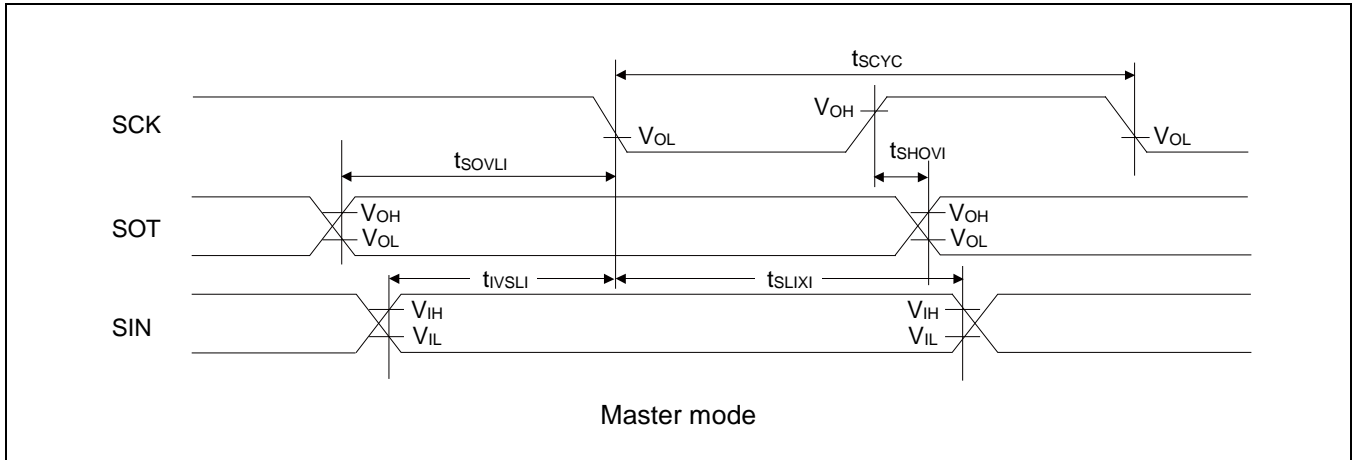 tSCYC
SCK
VOH
VOL
VOL
tSHOVI
tSOVLI
SOT
VOH
VOL
VOH
VOL
tIVSLI
tSLIXI
SIN
VIH
VIL
VIH
VIL
Master mode